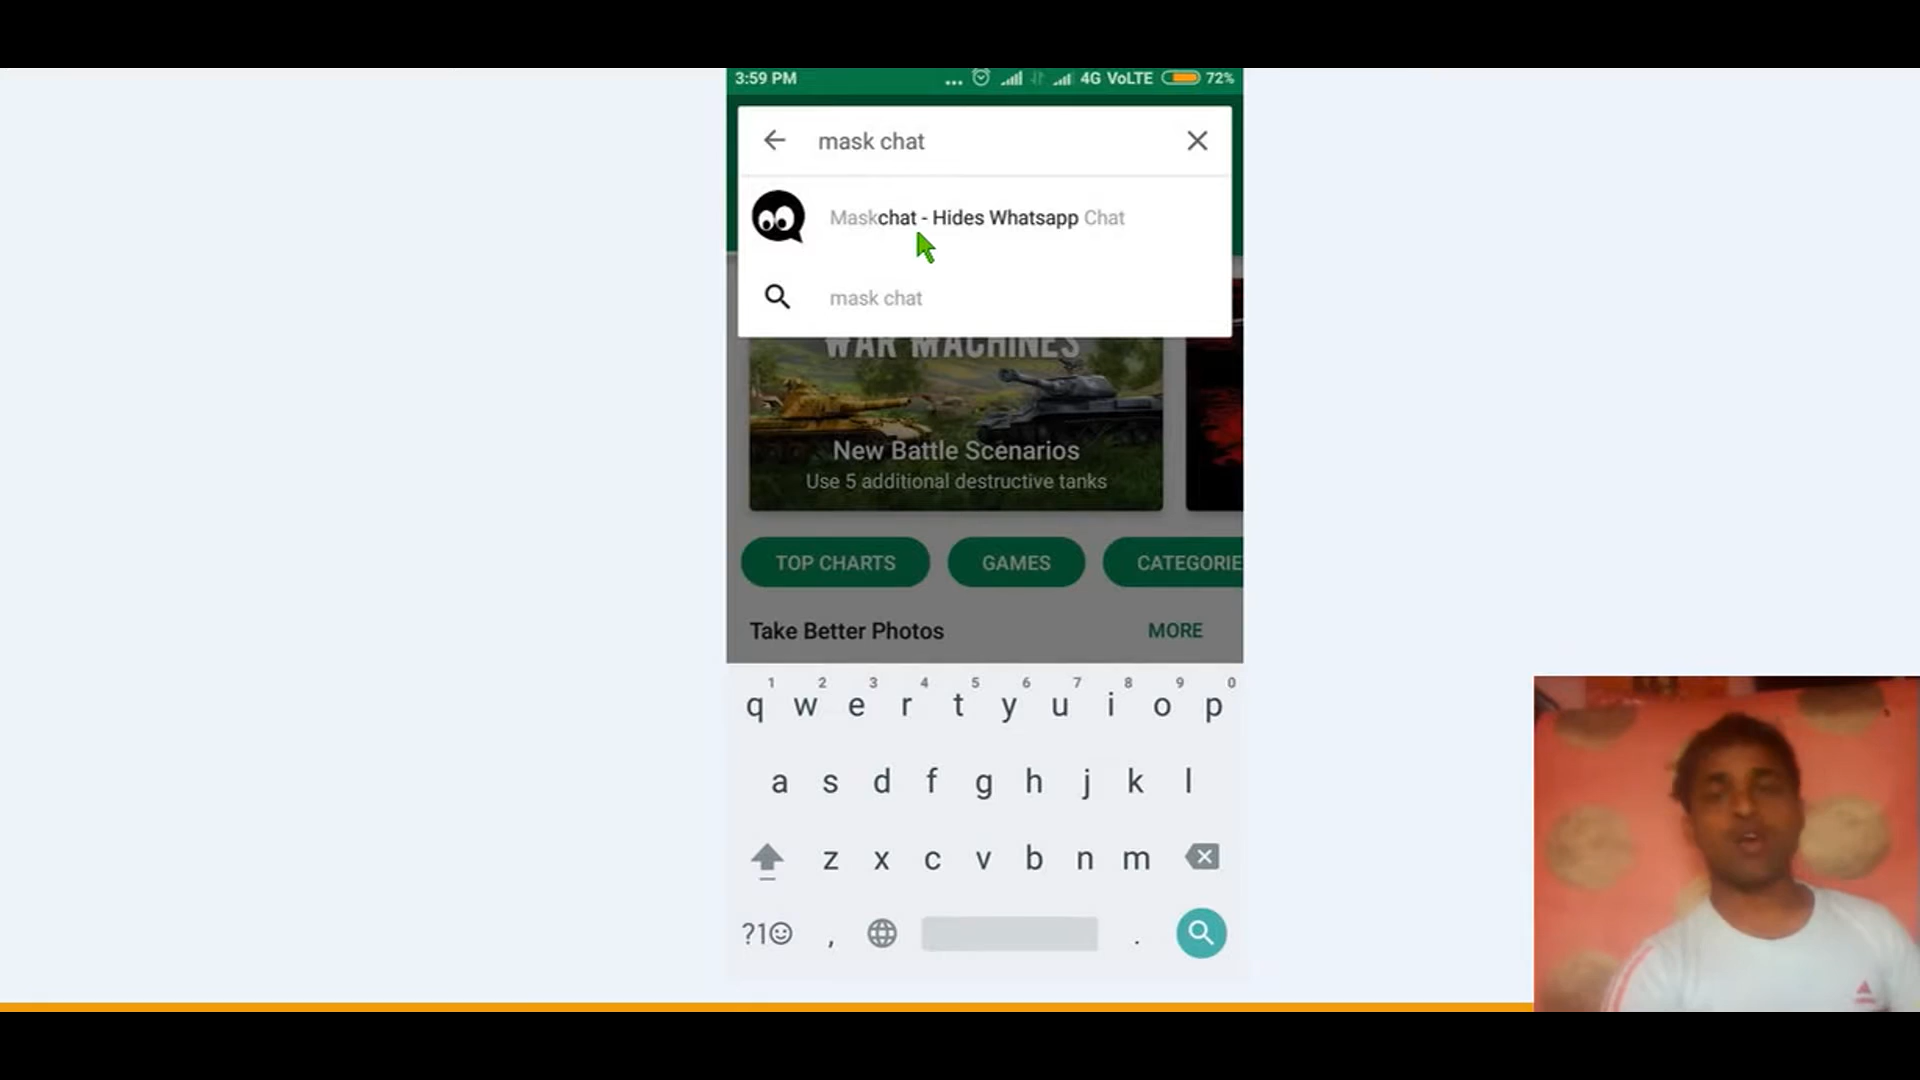 3:59 PM ... 4G VoLTE 72%
mask chat
Maskchat - Hides Whatsapp Chat
mask chat
WAR MACHINES
New Battle Scenarios
Use 5 additional destructive tanks
TOP CHARTS GAMES CATEGORIE
Take Better Photos MORE
1 2 3 4 5 6 7 8 9 0
q w e r t y u i o p
a s d f g h j k l
z x c v b n m
?1☺ , .